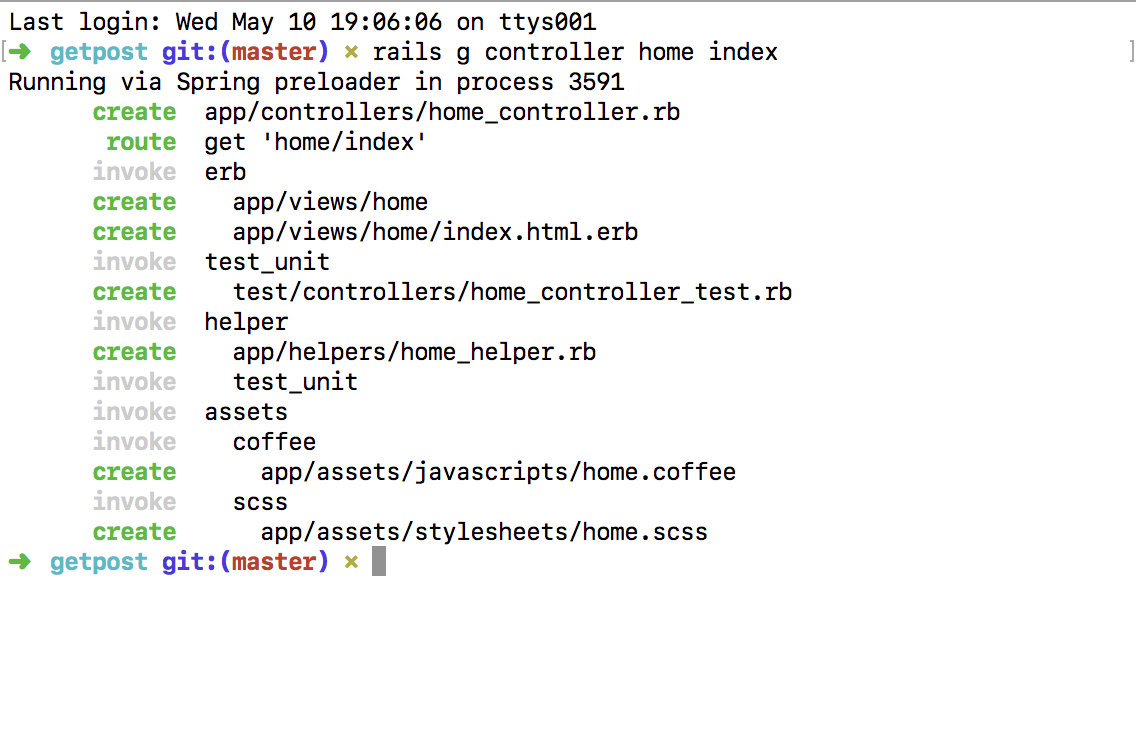 Last login: Wed May 10 19:06:06 on ttys001
[➜  getpost git:(master) × rails g controller home index ]
Running via Spring preloader in process 3591
      create  app/controllers/home_controller.rb
       route  get 'home/index'
      invoke  erb
      create    app/views/home
      create    app/views/home/index.html.erb
      invoke  test_unit
      create    test/controllers/home_controller_test.rb
      invoke  helper
      create    app/helpers/home_helper.rb
      invoke    test_unit
      invoke  assets
      invoke    coffee
      create      app/assets/javascripts/home.coffee
      invoke    scss
      create      app/assets/stylesheets/home.scss
➜  getpost git:(master) ×